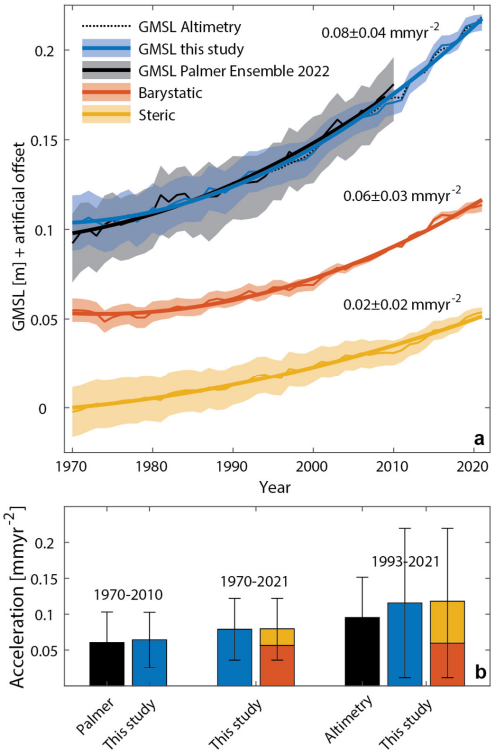 GMSL Altimetry
GMSL this study
GMSL Palmer Ensemble 2022
Barystatic
Steric
0.08±0.04 mmyr⁻²
0.06±0.03 mmyr⁻²
0.02±0.02 mmyr⁻²
GMSL [m] + artificial offset
0.2
0.15
0.1
0.05
0
a
1970
1980
1990
2000
2010
2020
Year
Acceleration [mmyr⁻²]
0.2
0.15
0.1
0.05
1970-2010
1970-2021
1993-2021
b
Palmer
This study
This study
Altimetry
This study